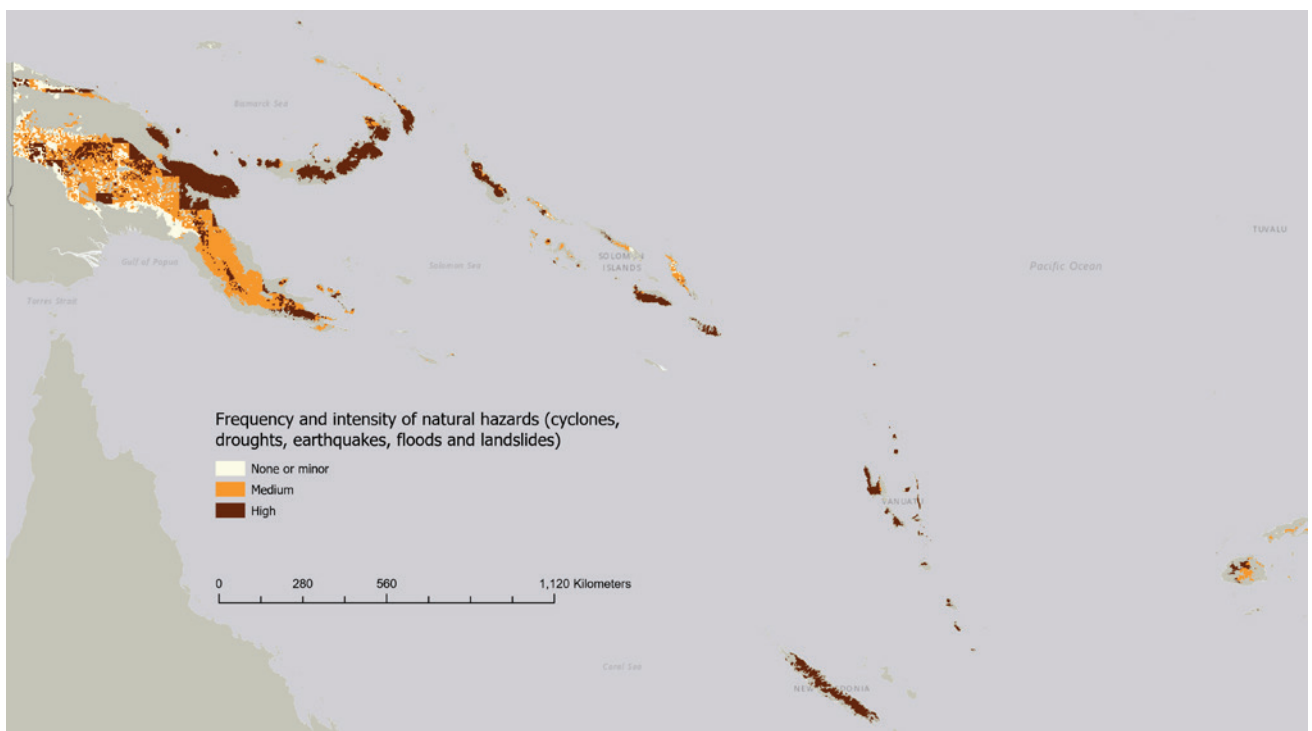 Bismarck Sea
TUVALU
SOLOMON
ISLANDS
Gulf of Papua
Solomon Sea
Pacific Ocean
Torres Strait
Frequency and intensity of natural hazards (cyclones,
droughts, earthquakes, floods and landslides)
None or minor
Medium
High
VANUATU
0 280 560 1,120 Kilometers
Coral Sea
NEW CALEDONIA